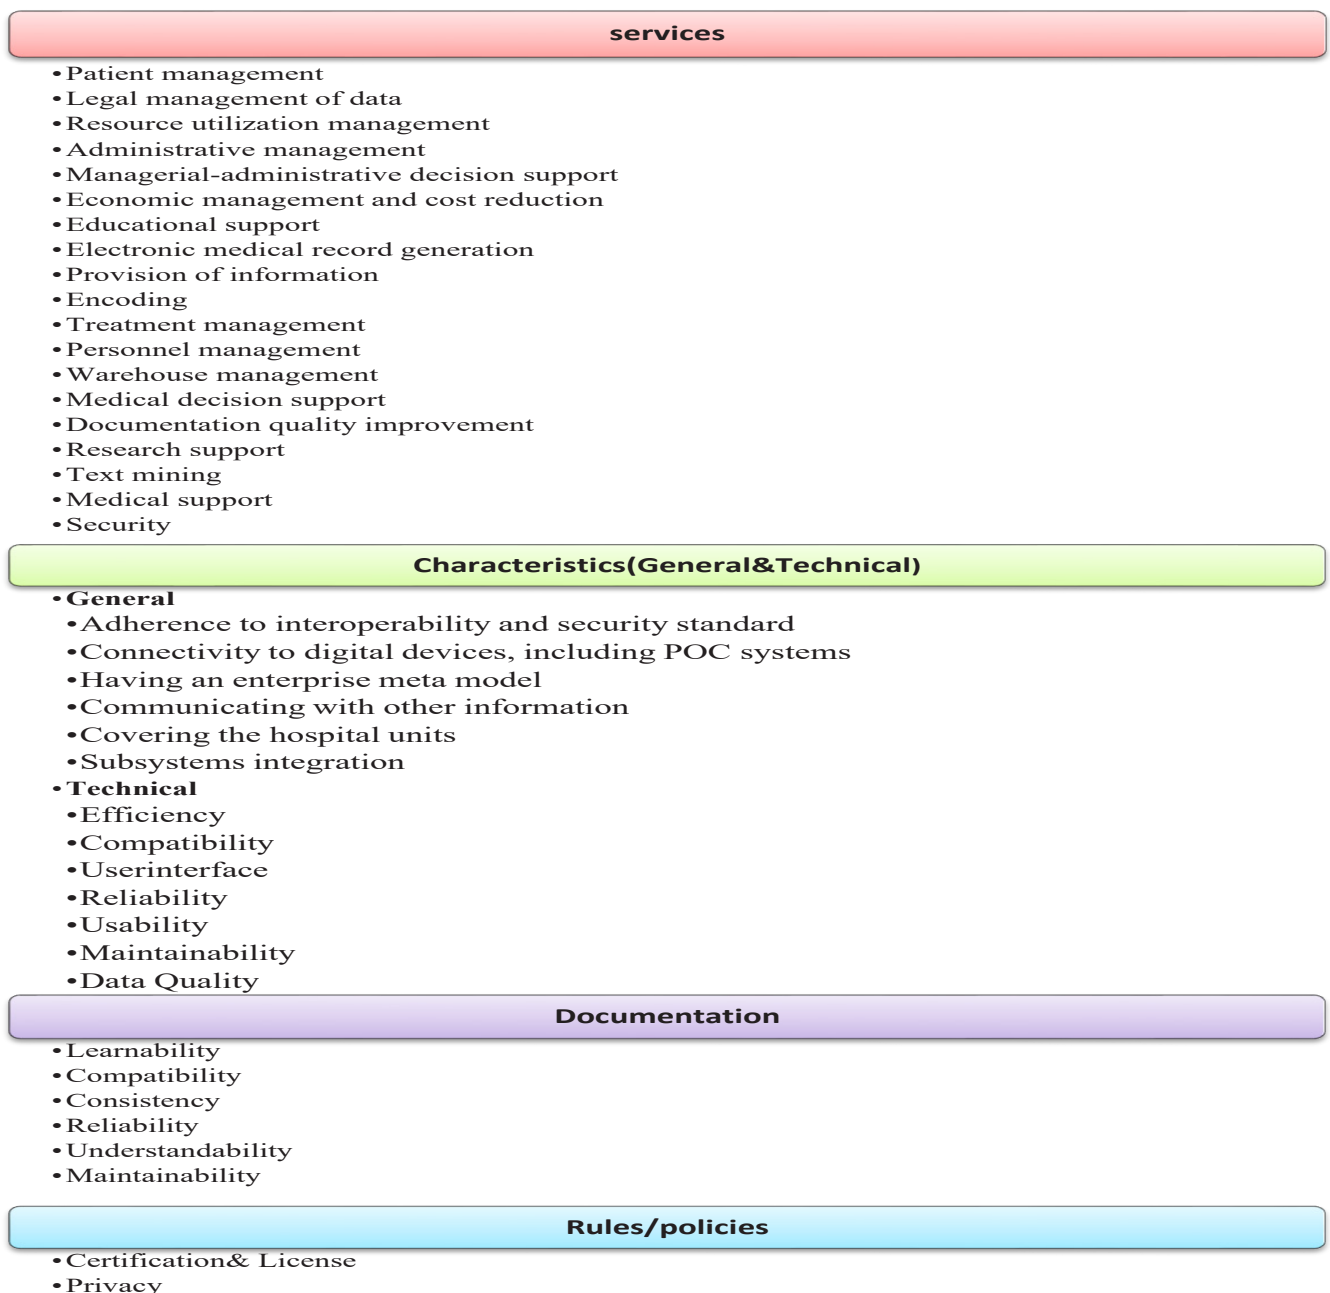 services
•Patient management
•Legal management of data
•Resource utilization management
•Administrative management
•Managerial-administrative decision support
•Economic management and cost reduction
•Educational support
•Electronic medical record generation
•Provision of information
•Encoding
•Treatment management
•Personnel management
•Warehouse management
•Medical decision support
•Documentation quality improvement
•Research support
•Text mining
•Medical support
•Security
Characteristics(General&Technical)
•General
•Adherence to interoperability and security standard
•Connectivity to digital devices, including POC systems
•Having an enterprise meta model
•Communicating with other information
•Covering the hospital units
•Subsystems integration
•Technical
•Efficiency
•Compatibility
•Userinterface
•Reliability
•Usability
•Maintainability
•Data Quality
Documentation
•Learnability
•Compatibility
•Consistency
•Reliability
•Understandability
•Maintainability
Rules/policies
•Certification& License
•Privacy